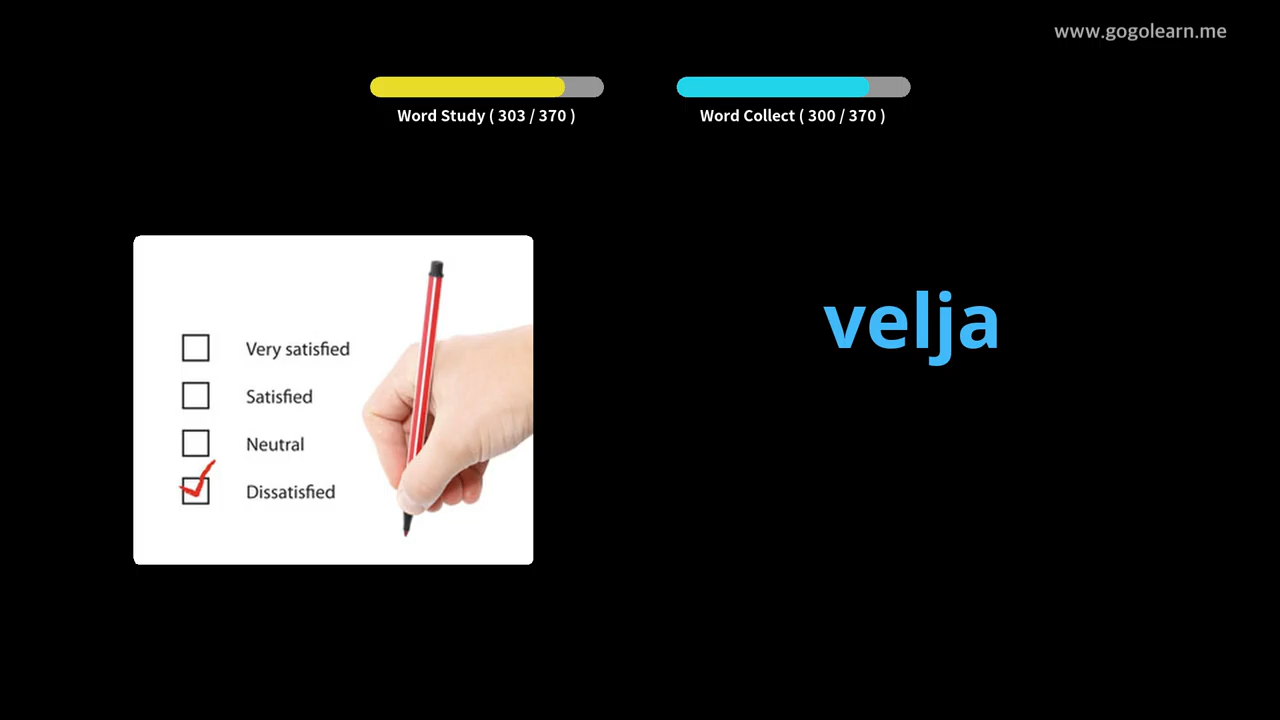 www.gogolearn.me
Word Study ( 303 / 370 )
Word Collect ( 300 / 370 )
velja
Very satisfied
Satisfied
Neutral
Dissatisfied